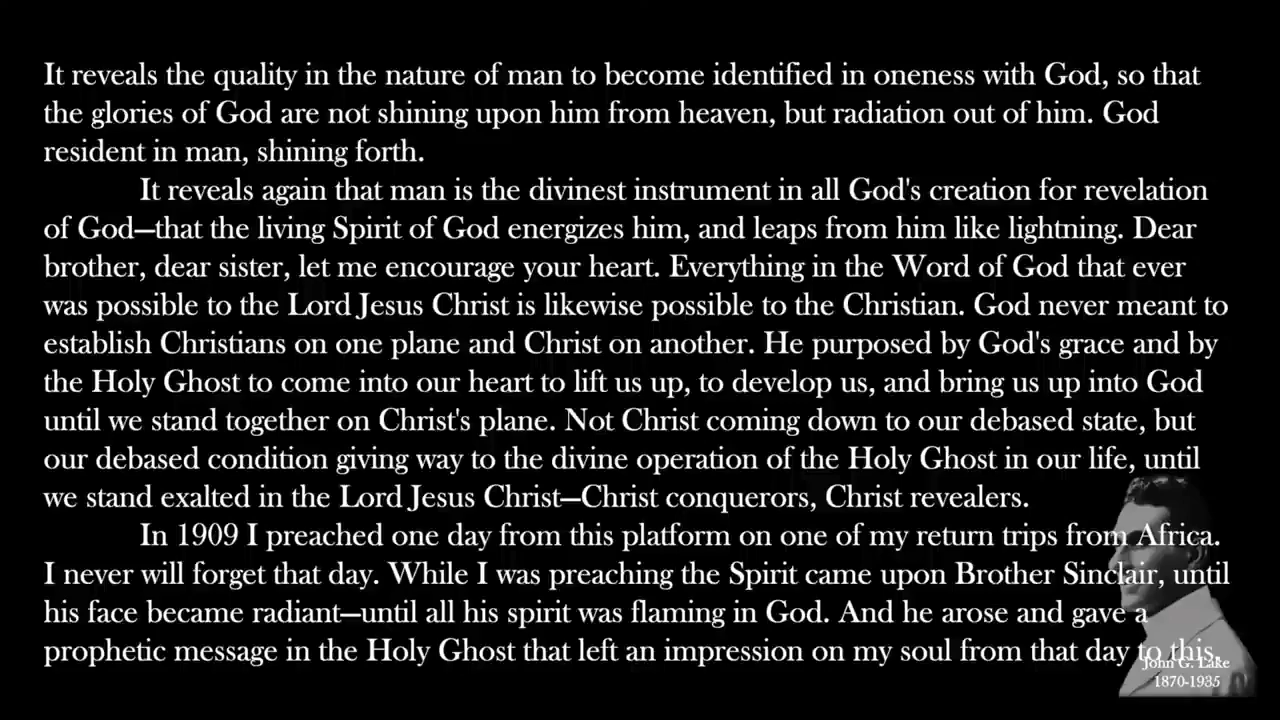 It reveals the quality in the nature of man to become identified in oneness with God, so that
the glories of God are not shining upon him from heaven, but radiation out of him. God
resident in man, shining forth.
It reveals again that man is the divinest instrument in all God's creation for revelation
of God—that the living Spirit of God energizes him, and leaps from him like lightning. Dear
brother, dear sister, let me encourage your heart. Everything in the Word of God that ever
was possible to the Lord Jesus Christ is likewise possible to the Christian. God never meant to
establish Christians on one plane and Christ on another. He purposed by God's grace and by
the Holy Ghost to come into our heart to lift us up, to develop us, and bring us up into God
until we stand together on Christ's plane. Not Christ coming down to our debased state, but
our debased condition giving way to the divine operation of the Holy Ghost in our life, until
we stand exalted in the Lord Jesus Christ—Christ conquerors, Christ revealers.
In 1909 I preached one day from this platform on one of my return trips from Africa.
I never will forget that day. While I was preaching the Spirit came upon Brother Sinclair, until
his face became radiant—until all his spirit was flaming in God. And he arose and gave a
prophetic message in the Holy Ghost that left an impression on my soul from that day to this.
John G. Lake
1870-1935